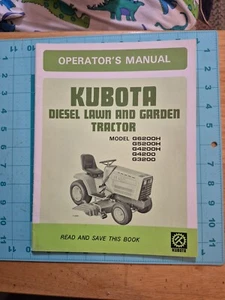 OPERATOR'S MANUAL
KUBOTA
DIESEL LAWN AND GARDEN
TRACTOR
MODEL G6200H
G5200H
G4200H
G4200
G3200
READ AND SAVE THIS BOOK
KUBOTA